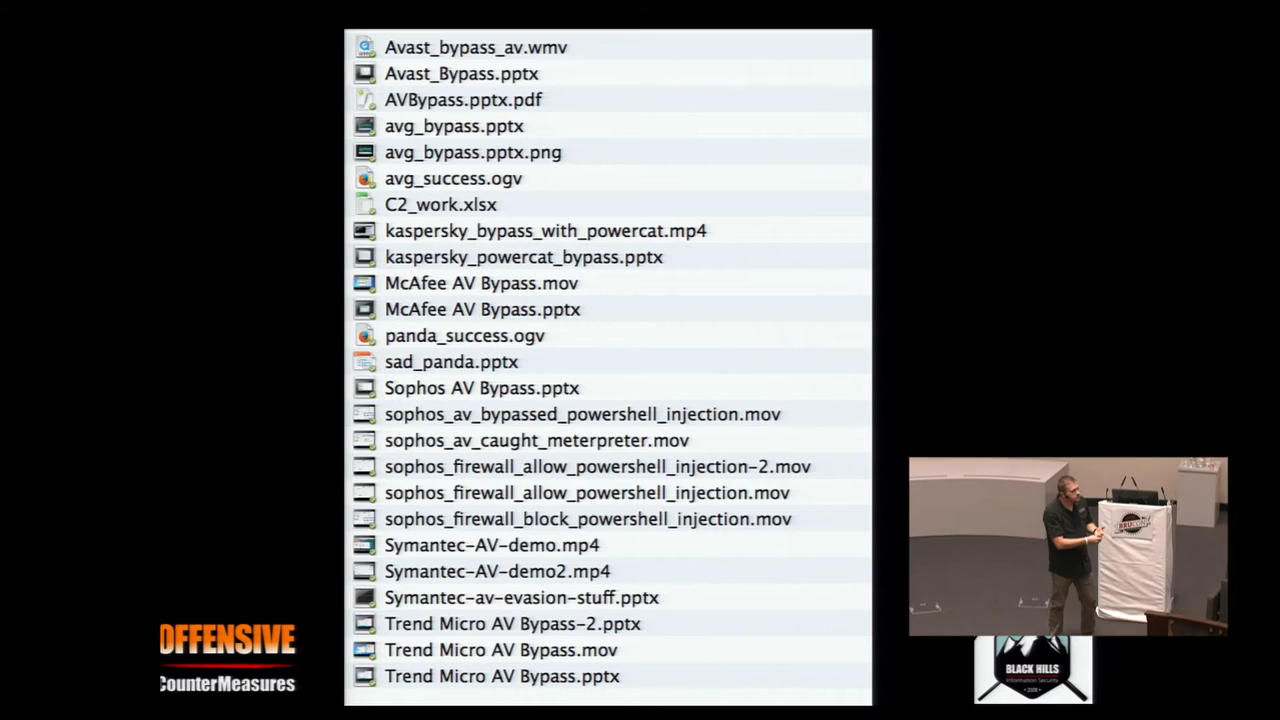 Avast_bypass_av.wmv
Avast_Bypass.pptx
AVBypass.pptx.pdf
avg_bypass.pptx
avg_bypass.pptx.png
avg_success.ogv
C2_work.xlsx
kaspersky_bypass_with_powercat.mp4
kaspersky_powercat_bypass.pptx
McAfee AV Bypass.mov
McAfee AV Bypass.pptx
panda_success.ogv
sad_panda.pptx
Sophos AV Bypass.pptx
sophos_av_bypassed_powershell_injection.mov
sophos_av_caught_meterpreter.mov
sophos_firewall_allow_powershell_injection-2.mov
sophos_firewall_allow_powershell_injection.mov
sophos_firewall_block_powershell_injection.mov
Symantec-AV-demo.mp4
Symantec-AV-demo2.mp4
Symantec-av-evasion-stuff.pptx
Trend Micro AV Bypass-2.pptx
Trend Micro AV Bypass.mov
Trend Micro AV Bypass.pptx
OFFENSIVE
CounterMeasures
BRUCON
BLACK HILLS
Information Security